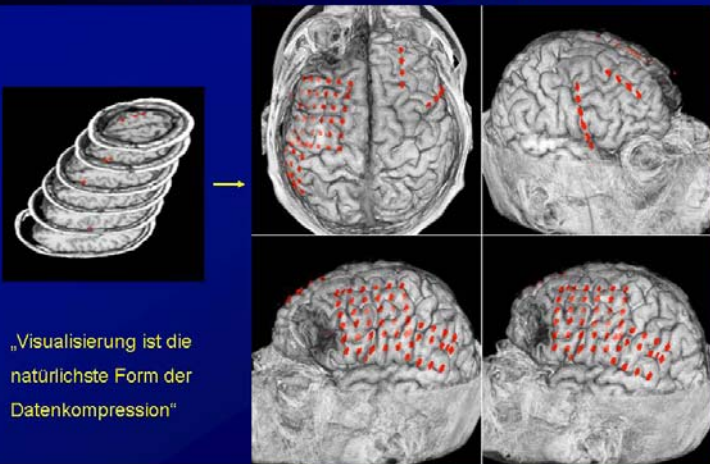 „Visualisierung ist die
natürlichste Form der
Datenkompression“